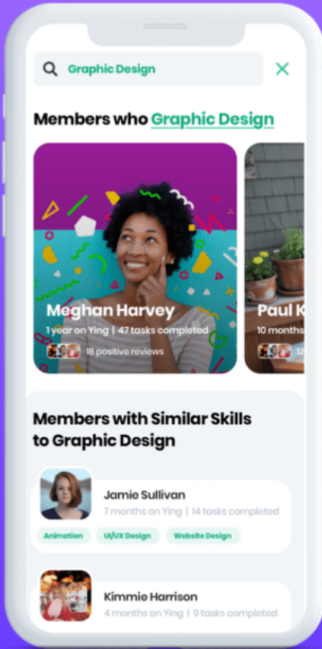 Graphic Design
Members who Graphic Design
Meghan Harvey
1 year on Ying | 47 tasks completed
18 positive reviews
Paul K
10 months
Members with Similar Skills
to Graphic Design
Jamie Sullivan
7 months on Ying | 14 tasks completed
Animation UI/UX Design Website Design
Kimmie Harrison
4 months on Ying | 9 tasks completed